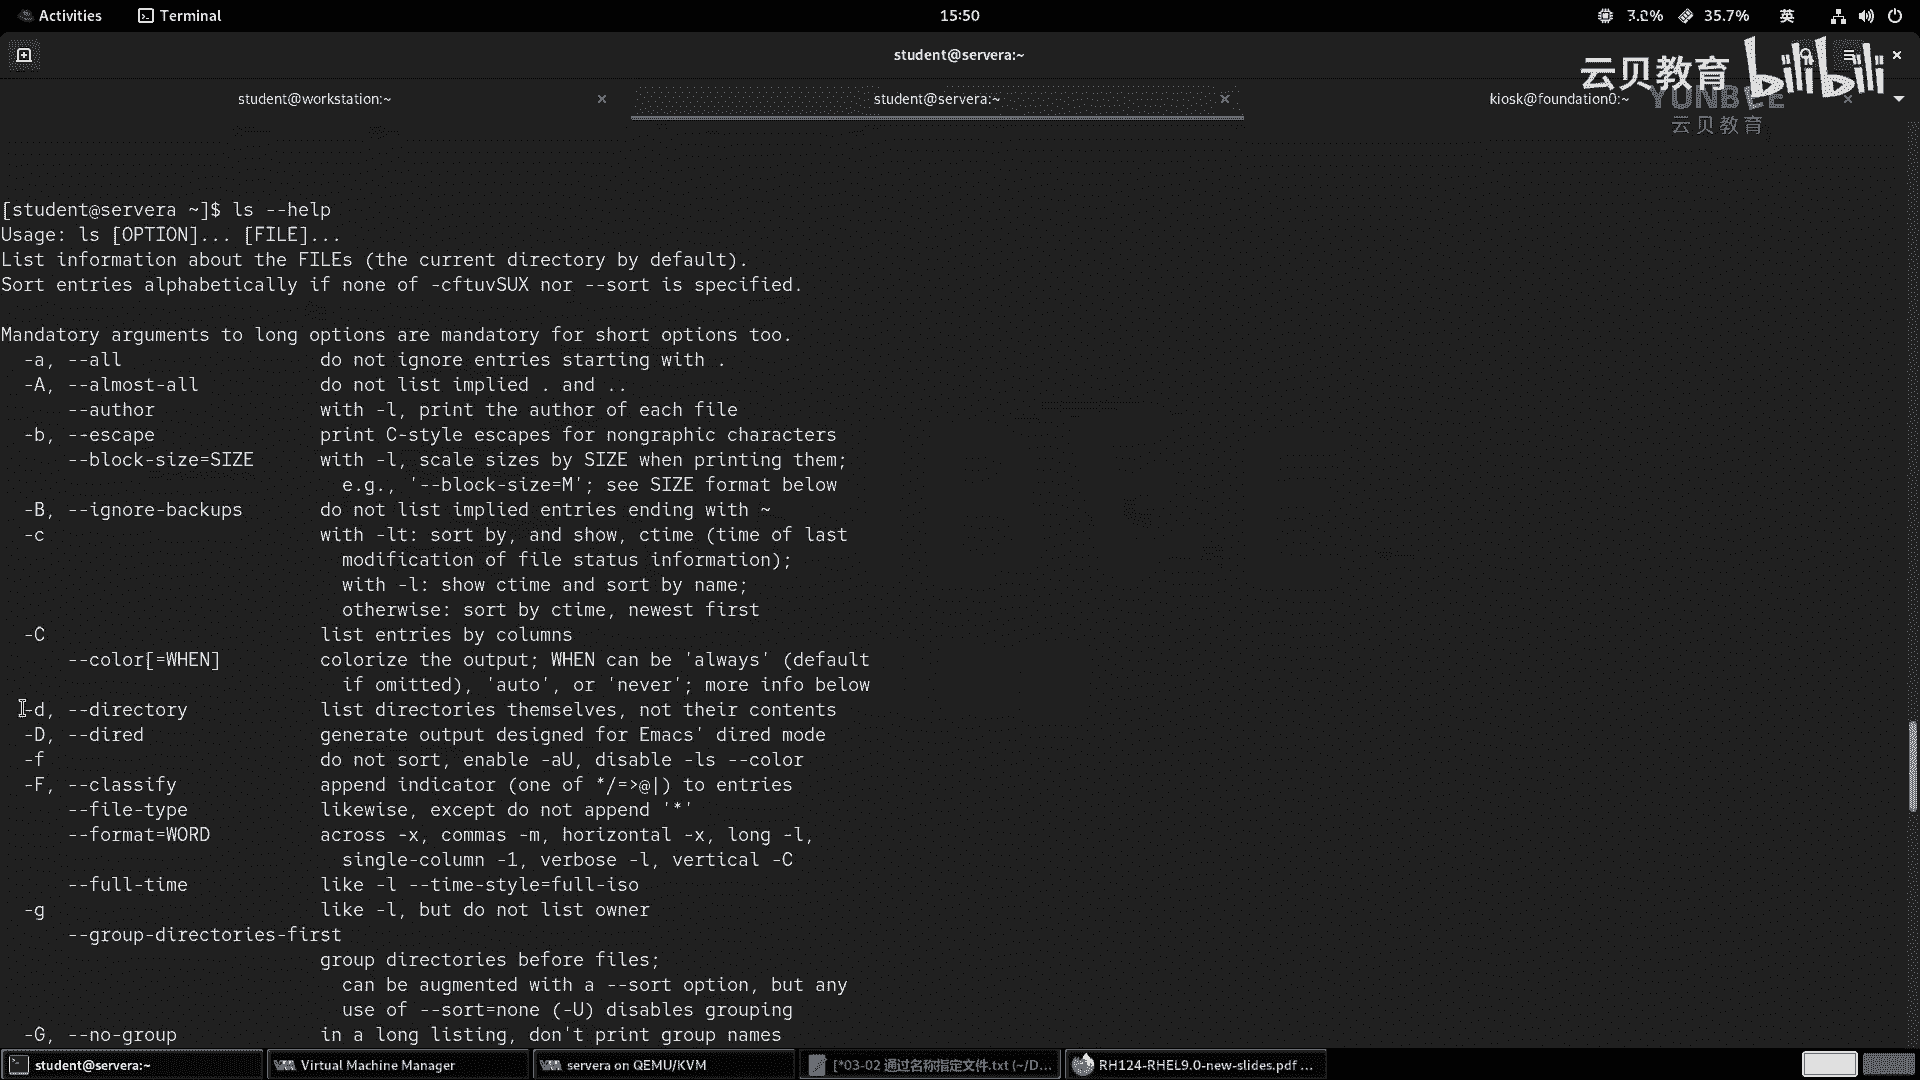 Activities Terminal 15:50 3.2% 35.7% 英
student@servera:~
云贝教育 bilibili
student@workstation:~ student@servera:~ kiosk@foundation0:~
YUNBEE
云贝教育
[student@servera ~]$ ls --help
Usage: ls [OPTION]... [FILE]...
List information about the FILEs (the current directory by default).
Sort entries alphabetically if none of -cftuvSUX nor --sort is specified.
Mandatory arguments to long options are mandatory for short options too.
-a, --all do not ignore entries starting with .
-A, --almost-all do not list implied . and ..
--author with -l, print the author of each file
-b, --escape print C-style escapes for nongraphic characters
--block-size=SIZE with -l, scale sizes by SIZE when printing them;
e.g., '--block-size=M'; see SIZE format below
-B, --ignore-backups do not list implied entries ending with ~
-c with -lt: sort by, and show, ctime (time of last
modification of file status information);
with -l: show ctime and sort by name;
otherwise: sort by ctime, newest first
-C list entries by columns
--color[=WHEN] colorize the output; WHEN can be 'always' (default
if omitted), 'auto', or 'never'; more info below
-d, --directory list directories themselves, not their contents
-D, --dired generate output designed for Emacs' dired mode
-f do not sort, enable -aU, disable -ls --color
-F, --classify append indicator (one of */=>@|) to entries
--file-type likewise, except do not append '*'
--format=WORD across -x, commas -m, horizontal -x, long -l,
single-column -1, verbose -l, vertical -C
--full-time like -l --time-style=full-iso
-g like -l, but do not list owner
--group-directories-first
group directories before files;
can be augmented with a --sort option, but any
use of --sort=none (-U) disables grouping
-G, --no-group in a long listing, don't print group names
student@servera:~ Virtual Machine Manager servera on QEMU/KVM [*03-02 通过名称指定文件.txt (~/D... RH124-RHEL9.0-new-slides.pdf ...